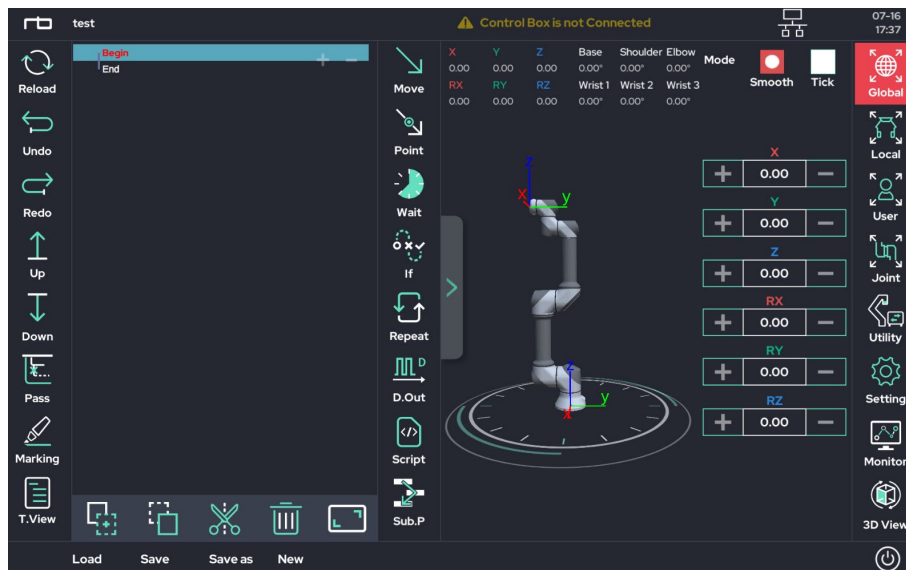 rb test Control Box is not Connected 07-16
17:37
Reload
Undo
Redo
Up
Down
Pass
Marking
T.View
Begin
End
Move
Point
Wait
If
Repeat
D
D.Out
Script
Sub.P
X Y Z Base Shoulder Elbow
0.00 0.00 0.00 0.00° 0.00° 0.00°
RX RY RZ Wrist 1 Wrist 2 Wrist 3
0.00 0.00 0.00 0.00° 0.00° 0.00°
Mode
Smooth Tick
z
x y
z
x y
X
+ 0.00 −
Y
+ 0.00 −
Z
+ 0.00 −
RX
+ 0.00 −
RY
+ 0.00 −
RZ
+ 0.00 −
Global
Local
User
Joint
Utility
Setting
Monitor
3D View
Load Save Save as New